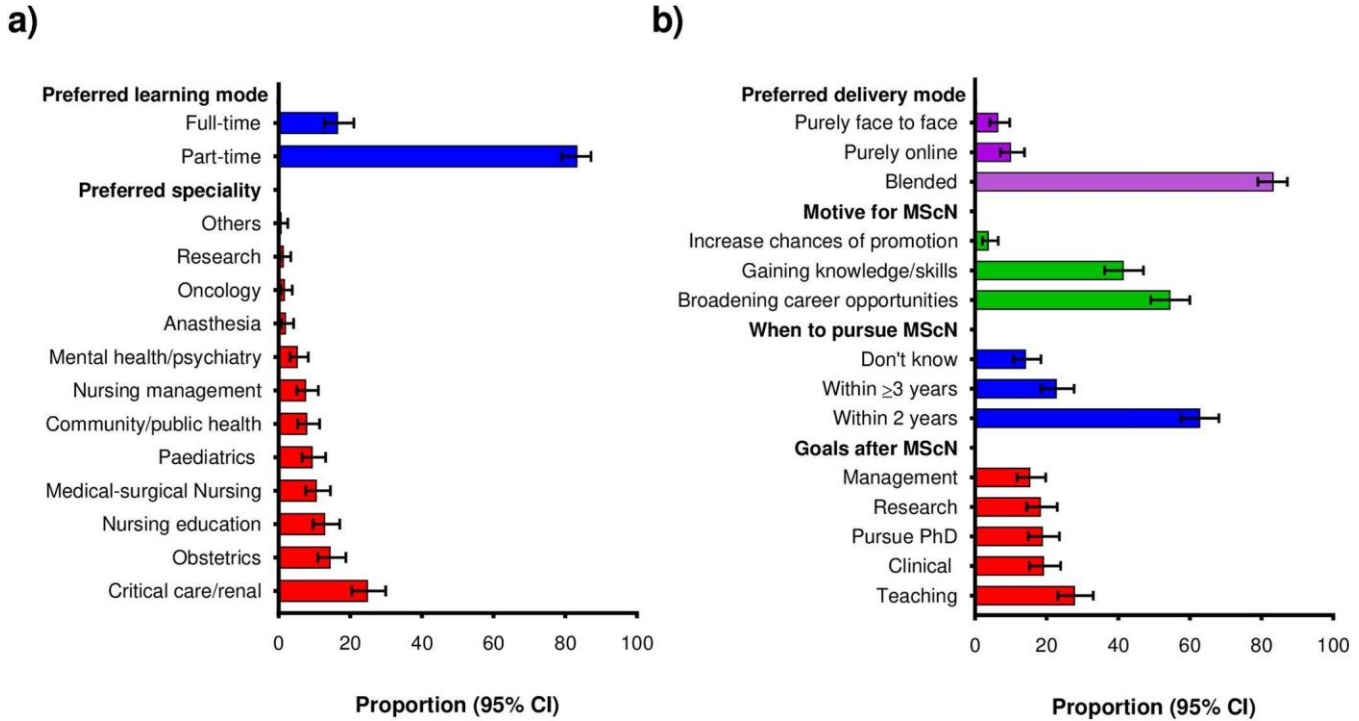 a)
Preferred learning mode
Full-time
Part-time
Preferred speciality
Others
Research
Oncology
Anasthesia
Mental health/psychiatry
Nursing management
Community/public health
Paediatrics
Medical-surgical Nursing
Nursing education
Obstetrics
Critical care/renal
0 20 40 60 80 100
Proportion (95% CI)
b)
Preferred delivery mode
Purely face to face
Purely online
Blended
Motive for MScN
Increase chances of promotion
Gaining knowledge/skills
Broadening career opportunities
When to pursue MScN
Don't know
Within ≥3 years
Within 2 years
Goals after MScN
Management
Research
Pursue PhD
Clinical
Teaching
0 20 40 60 80 100
Proportion (95% CI)